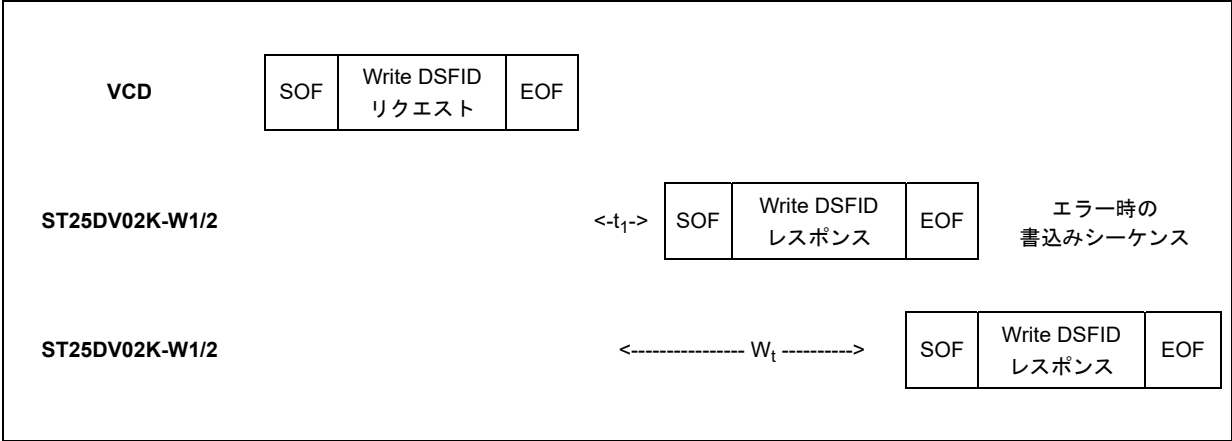 VCD SOF Write DSFID EOF
リクエスト
ST25DV02K-W1/2 <-t1-> SOF Write DSFID EOF エラー時の
レスポンス 書込みシーケンス
ST25DV02K-W1/2 <----------------- Wt ----------> SOF Write DSFID EOF
レスポンス